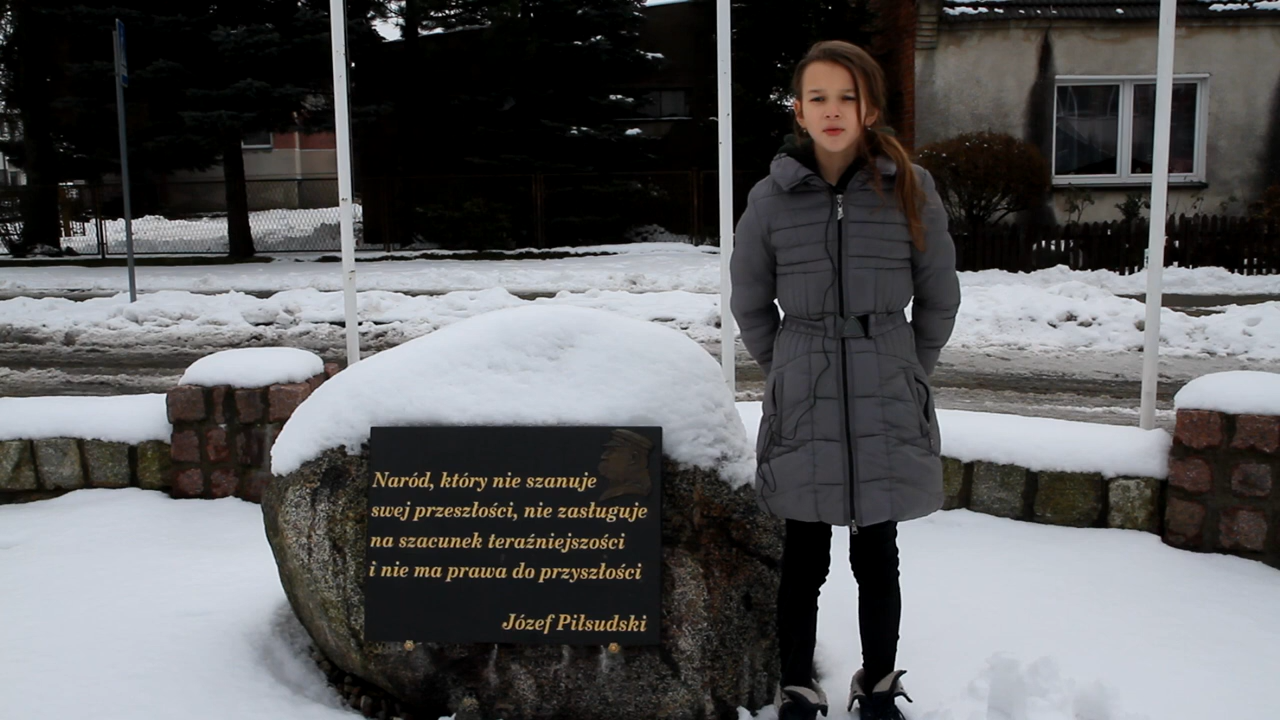 Naród, który nie szanuje
swej przeszłości, nie zasługuje
na szacunek teraźniejszości
i nie ma prawa do przyszłości
Józef Piłsudski